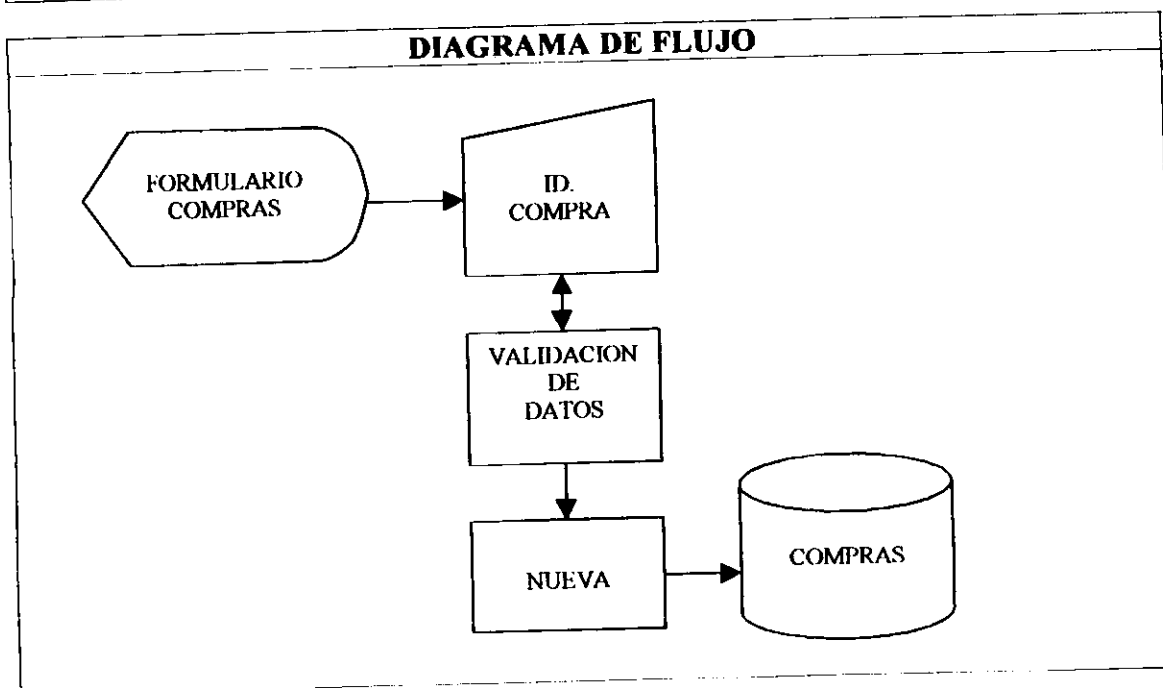 DIAGRAMA DE FLUJO
FORMULARIO
COMPRAS
ID.
COMPRA
VALIDACION
DE
DATOS
NUEVA
COMPRAS